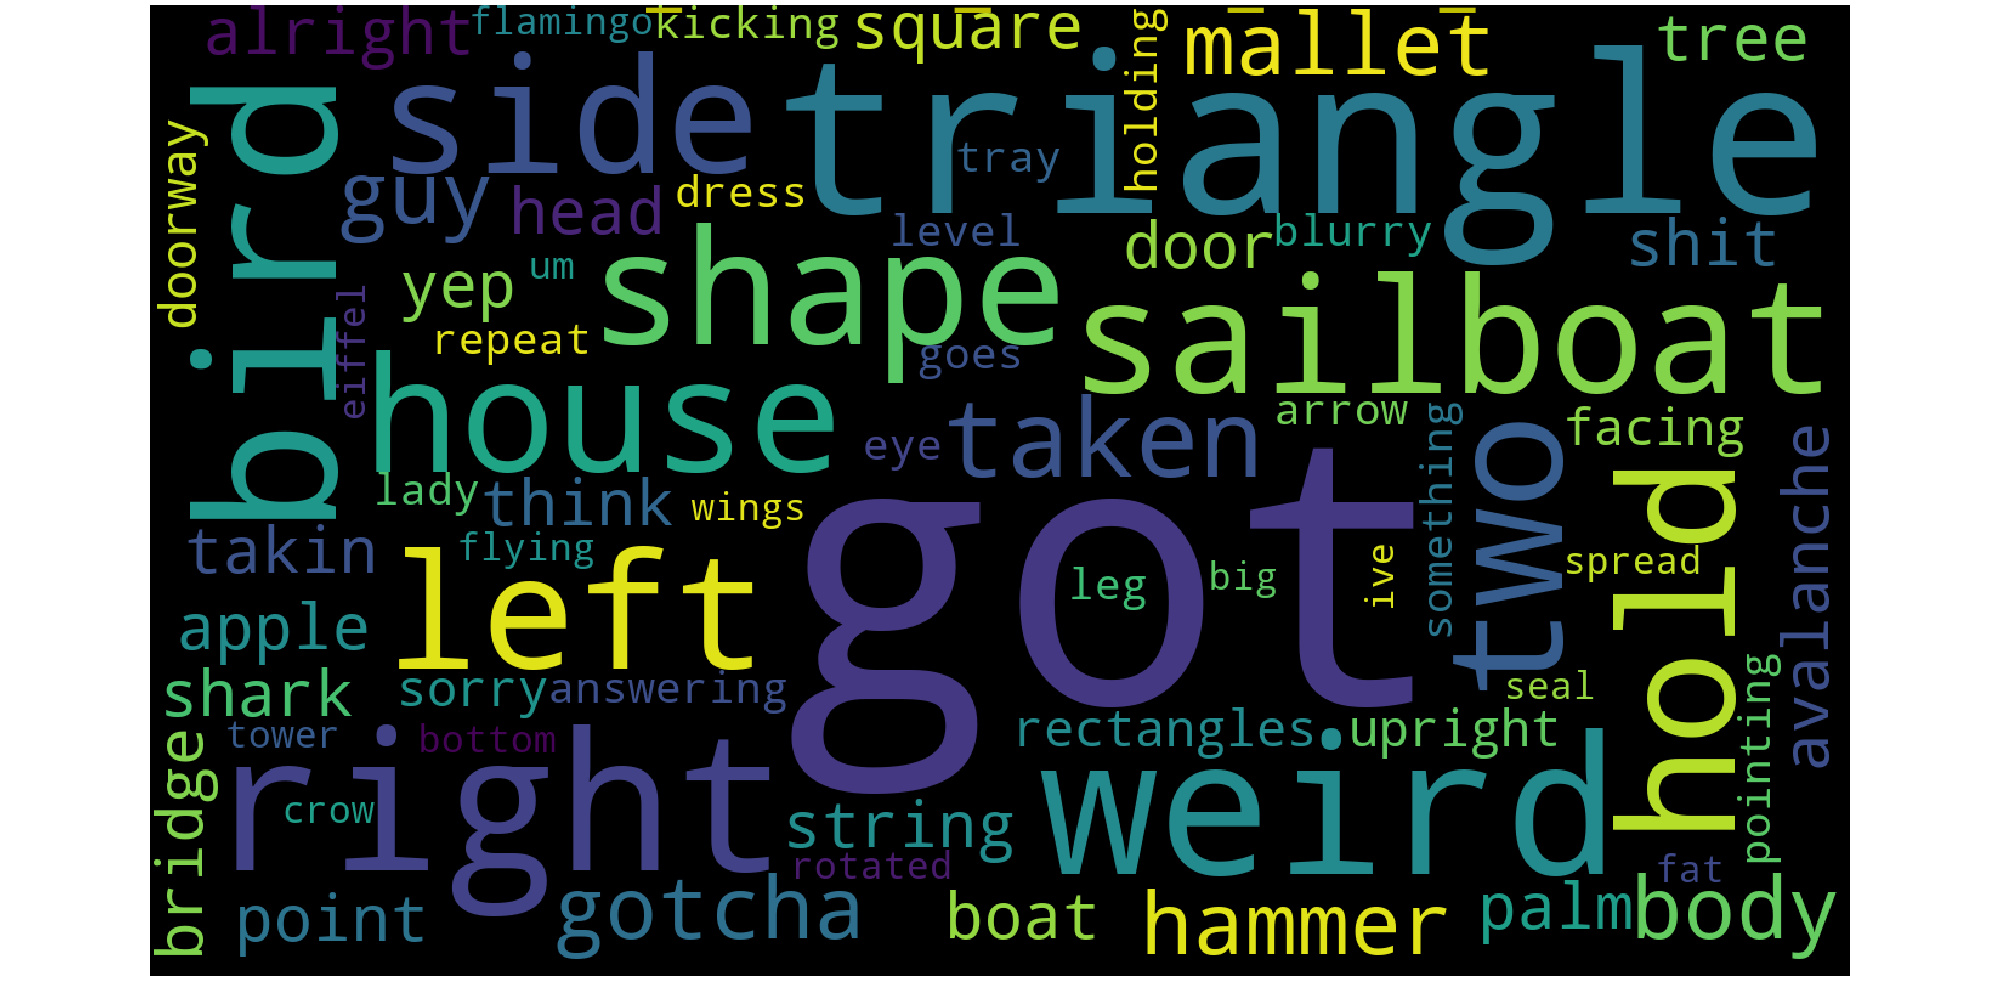 alright
flamingo
kicking
square
holding
mallet
tree
bird
side
triangle
doorway
guy
head
dress
tray
level
door
blurry
shit
yep
um
shape
sailboat
eiffel
repeat
goes
house
eye
taken
arrow
something
two
facing
avalanche
lady
think
wings
got
hold
takin
flying
left
leg
big
ive
spread
apple
shark
sorry
answering
seal
pointing
tower
bottom
rectangles
upright
bridge
right
crow
string
weird
rotated
fat
point
gotcha
boat
hammer
palm
body